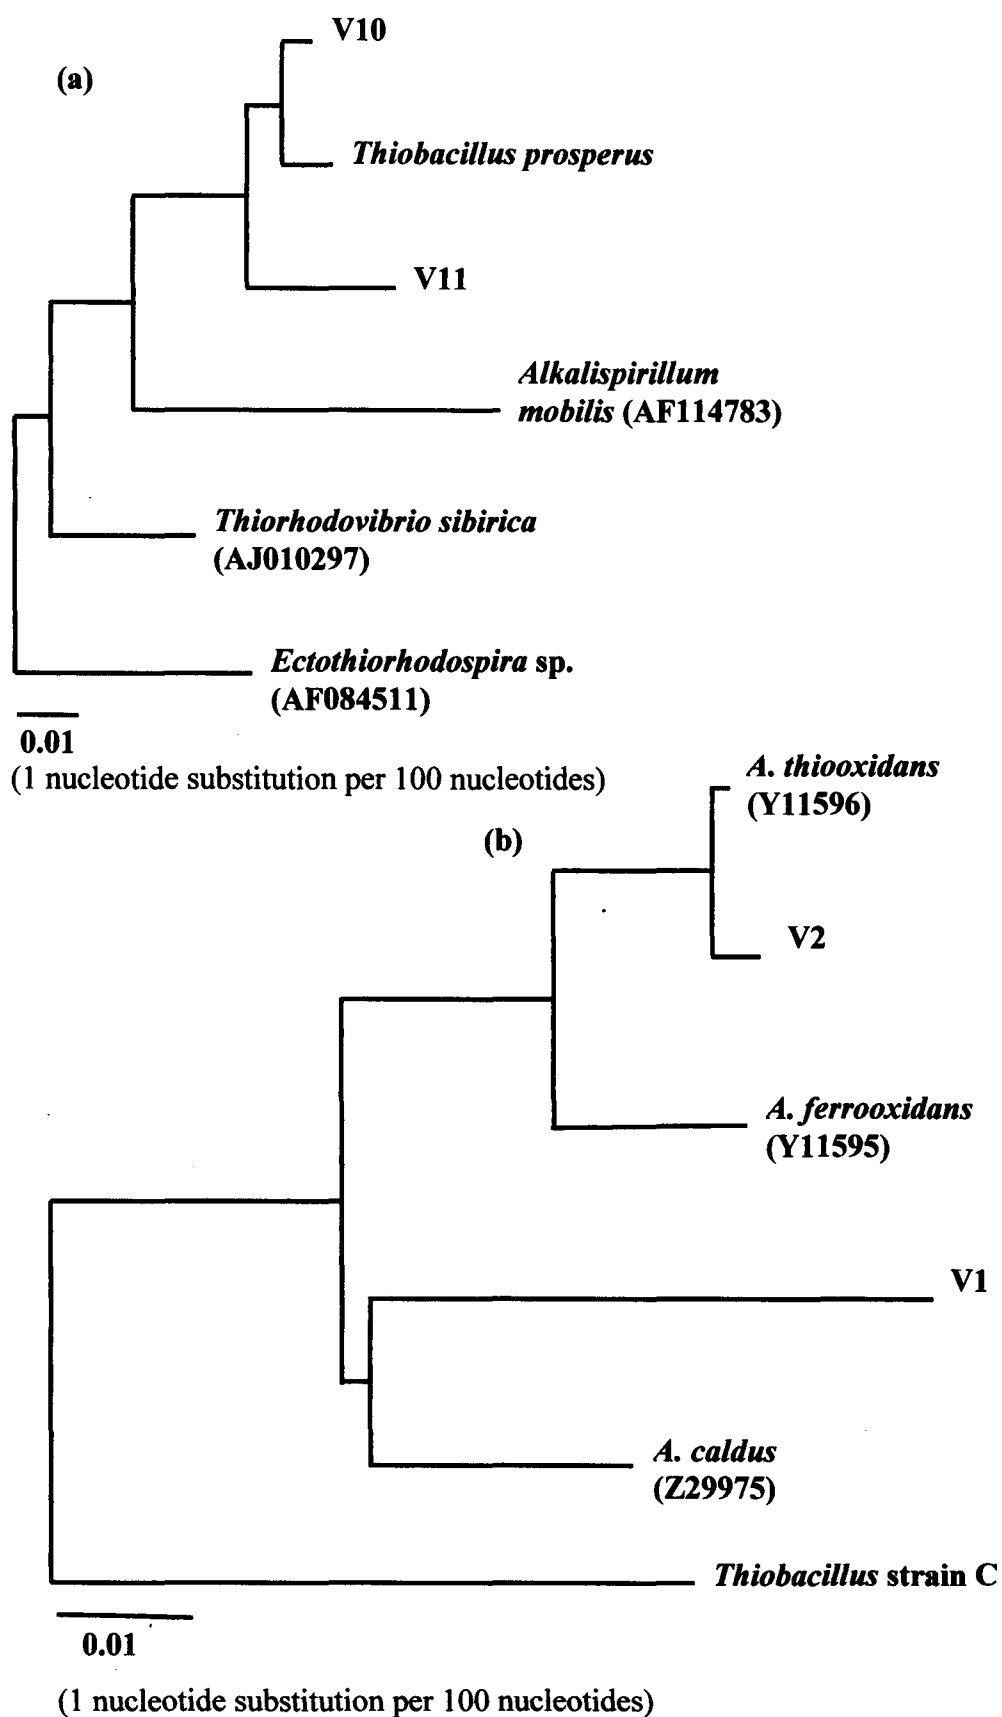 V10
(a)
Thiobacillus prosperus
V11
Alkalispirillum
mobilis (AF114783)
Thiorhodovibrio sibirica
(AJ010297)
Ectothiorhodospira sp.
(AF084511)
0.01
(1 nucleotide substitution per 100 nucleotides)
A. thiooxidans
(Y11596)
(b)
V2
A. ferrooxidans
(Y11595)
V1
A. caldus
(Z29975)
Thiobacillus strain C
0.01
(1 nucleotide substitution per 100 nucleotides)